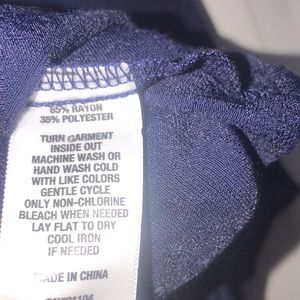 65% RAYON
35% POLYESTER
TURN GARMENT
INSIDE OUT
MACHINE WASH OR
HAND WASH COLD
WITH LIKE COLORS
GENTLE CYCLE
ONLY NON-CHLORINE
BLEACH WHEN NEEDED
LAY FLAT TO DRY
COOL IRON
IF NEEDED
MADE IN CHINA